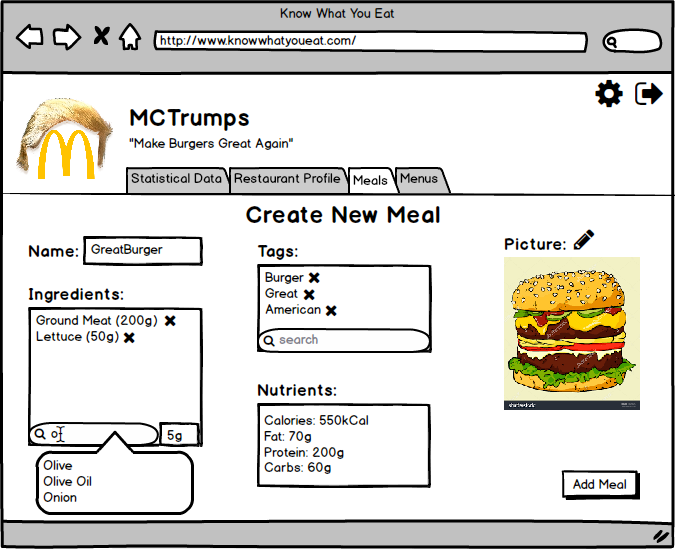 Know What You Eat
http://www.knowwhatyoueat.com/
MCTrumps
"Make Burgers Great Again"
Statistical Data
Restaurant Profile
Meals
Menus
Create New Meal
Name:
GreatBurger
Ingredients:
Ground Meat (200g)
Lettuce (50g)
o
5g
Olive
Olive Oil
Onion
Tags:
Burger
Great
American
search
Nutrients:
Calories: 550kCal
Fat: 70g
Protein: 200g
Carbs: 60g
Picture:
shutterstock
Add Meal